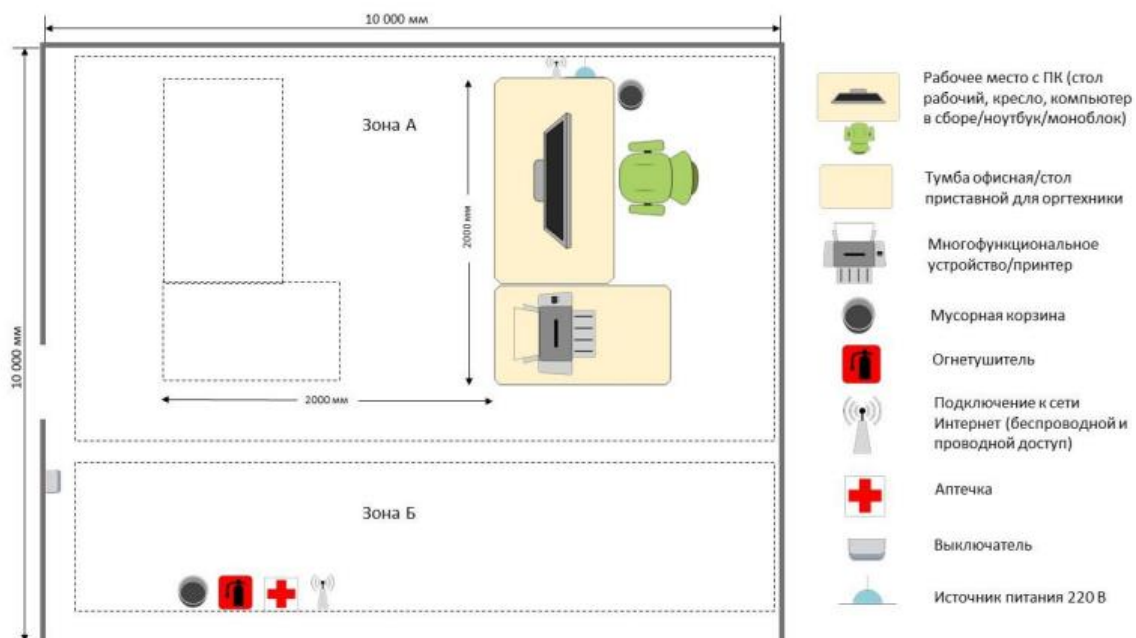 10 000 мм
10 000 мм
Зона А
2000 мм
2000 мм
Зона Б
Рабочее место с ПК (стол
рабочий, кресло, компьютер
в сборе/ноутбук/моноблок)
Тумба офисная/стол
приставной для оргтехники
Многофункциональное
устройство/принтер
Мусорная корзина
Огнетушитель
Подключение к сети
Интернет (беспроводной и
проводной доступ)
Аптечка
Выключатель
Источник питания 220 В